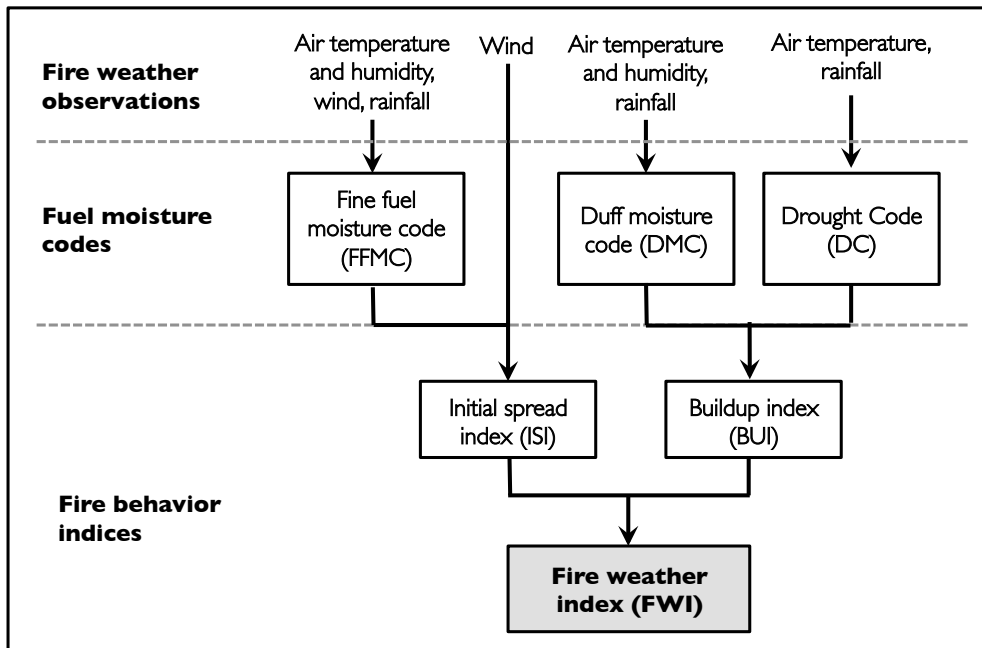 Fire weather
observations
Air temperature
and humidity,
wind, rainfall
Wind
Air temperature
and humidity,
rainfall
Air temperature,
rainfall
Fuel moisture
codes
Fine fuel
moisture code
(FFMC)
Duff moisture
code (DMC)
Drought Code
(DC)
Fire behavior
indices
Initial spread
index (ISI)
Buildup index
(BUI)
Fire weather
index (FWI)